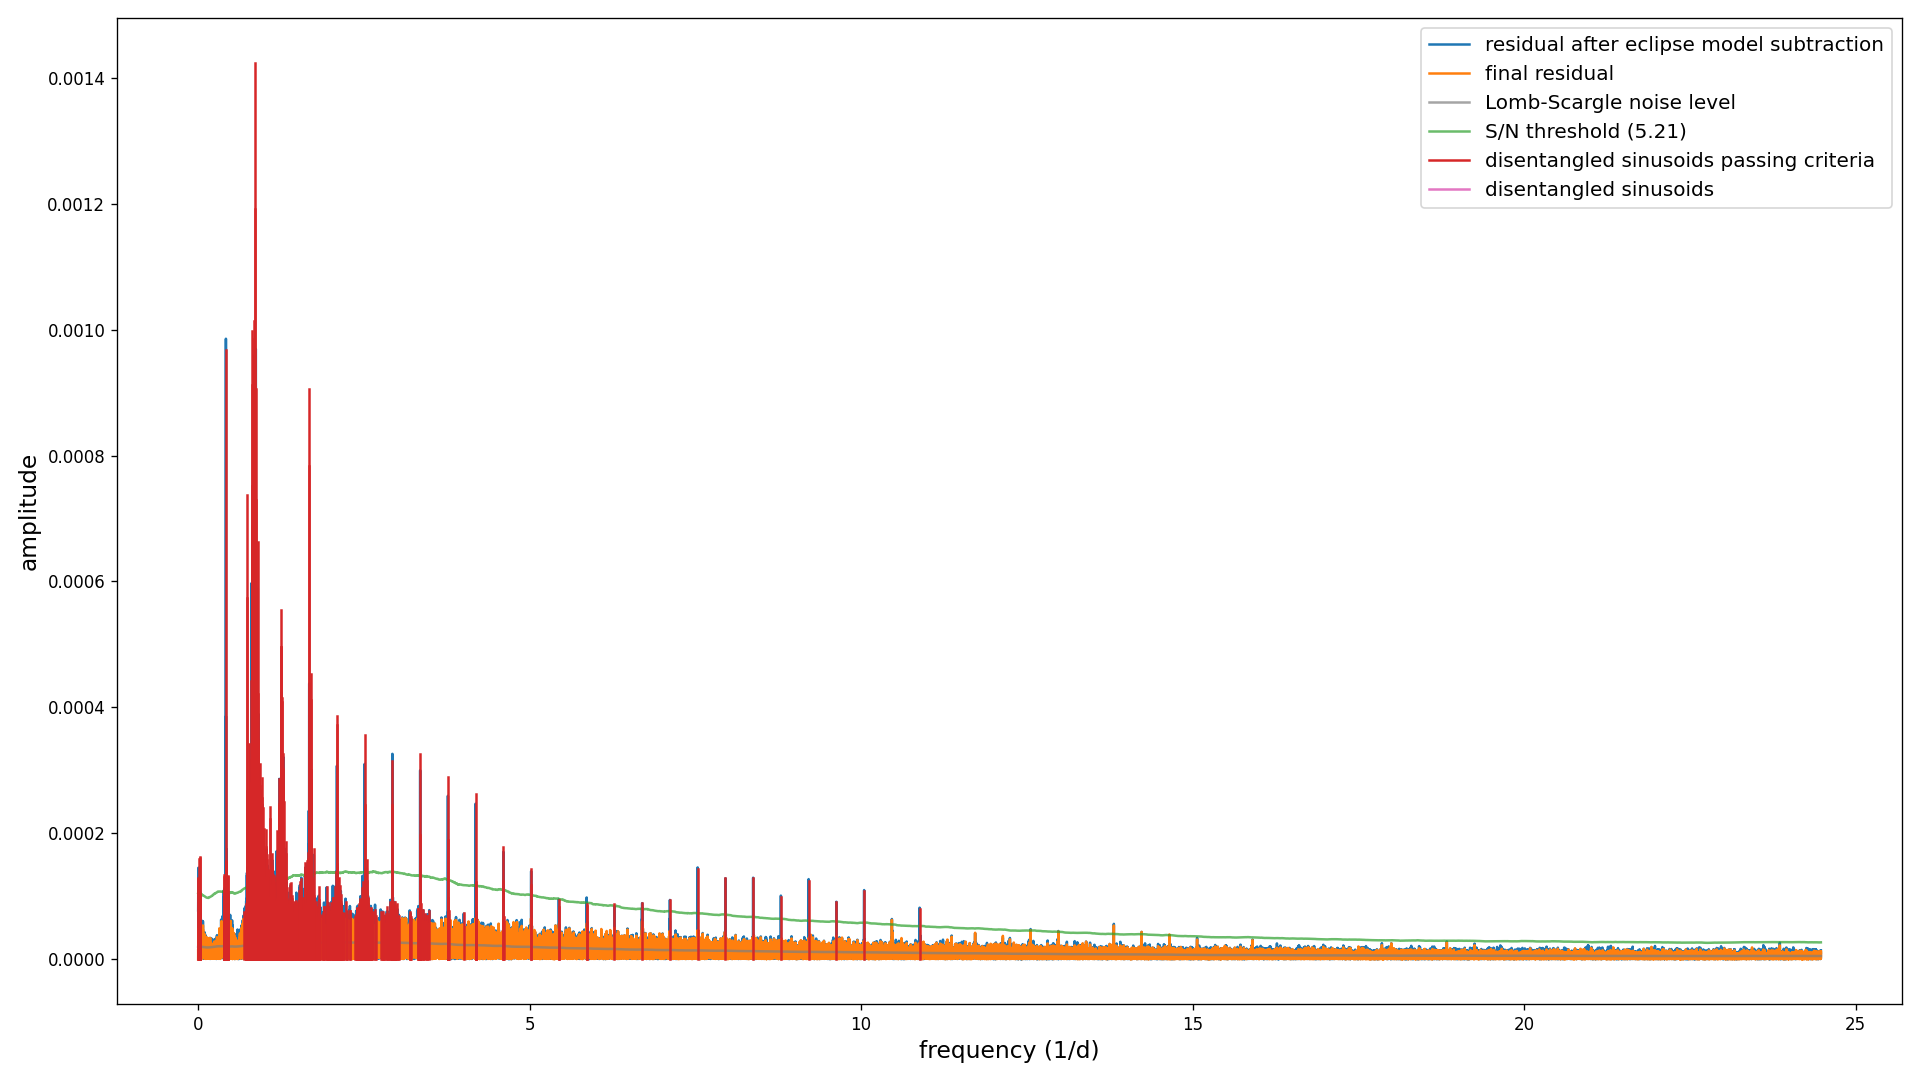 residual after eclipse model subtraction
final residual
Lomb-Scargle noise level
S/N threshold (5.21)
disentangled sinusoids passing criteria
disentangled sinusoids
0.0014
0.0012
0.0010
0.0008
0.0006
0.0004
0.0002
0.0000
amplitude
0 5 10 15 20 25
frequency (1/d)